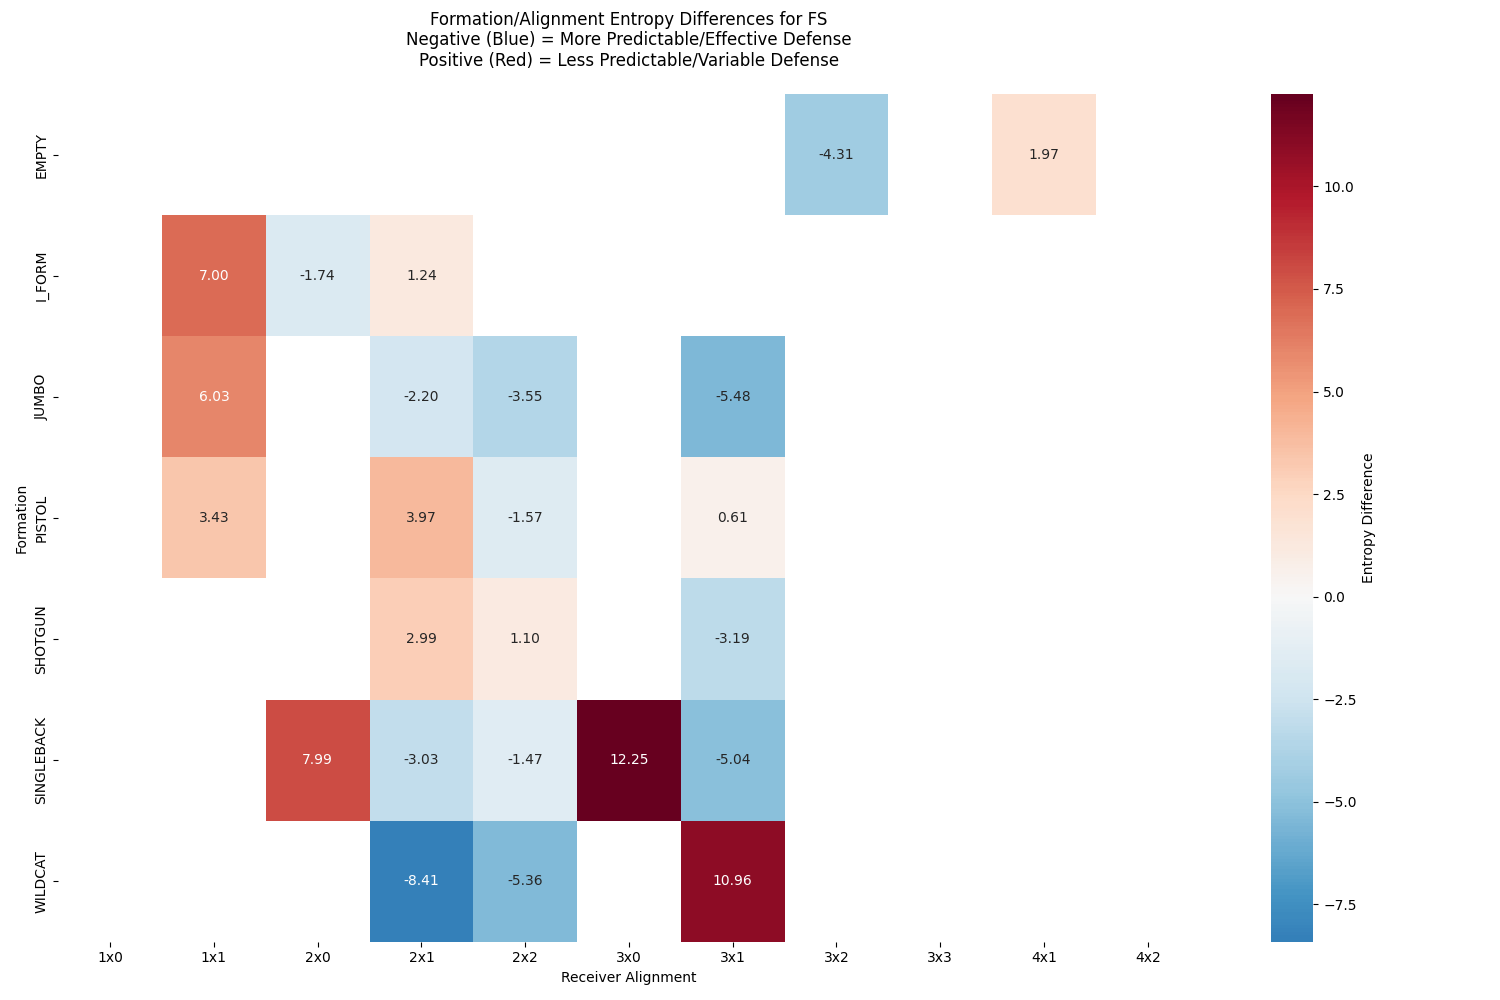 Formation/Alignment Entropy Differences for FS
Negative (Blue) = More Predictable/Effective Defense
Positive (Red) = Less Predictable/Variable Defense
Formation
EMPTY
-4.31
1.97
I_FORM
7.00
-1.74
1.24
JUMBO
6.03
-2.20
-3.55
-5.48
PISTOL
3.43
3.97
-1.57
0.61
SHOTGUN
2.99
1.10
-3.19
SINGLEBACK
7.99
-3.03
-1.47
12.25
-5.04
WILDCAT
-8.41
-5.36
10.96
1x0
1x1
2x0
2x1
2x2
3x0
3x1
3x2
3x3
4x1
4x2
Receiver Alignment
10.0
7.5
5.0
2.5
0.0
−2.5
−5.0
−7.5
Entropy Difference